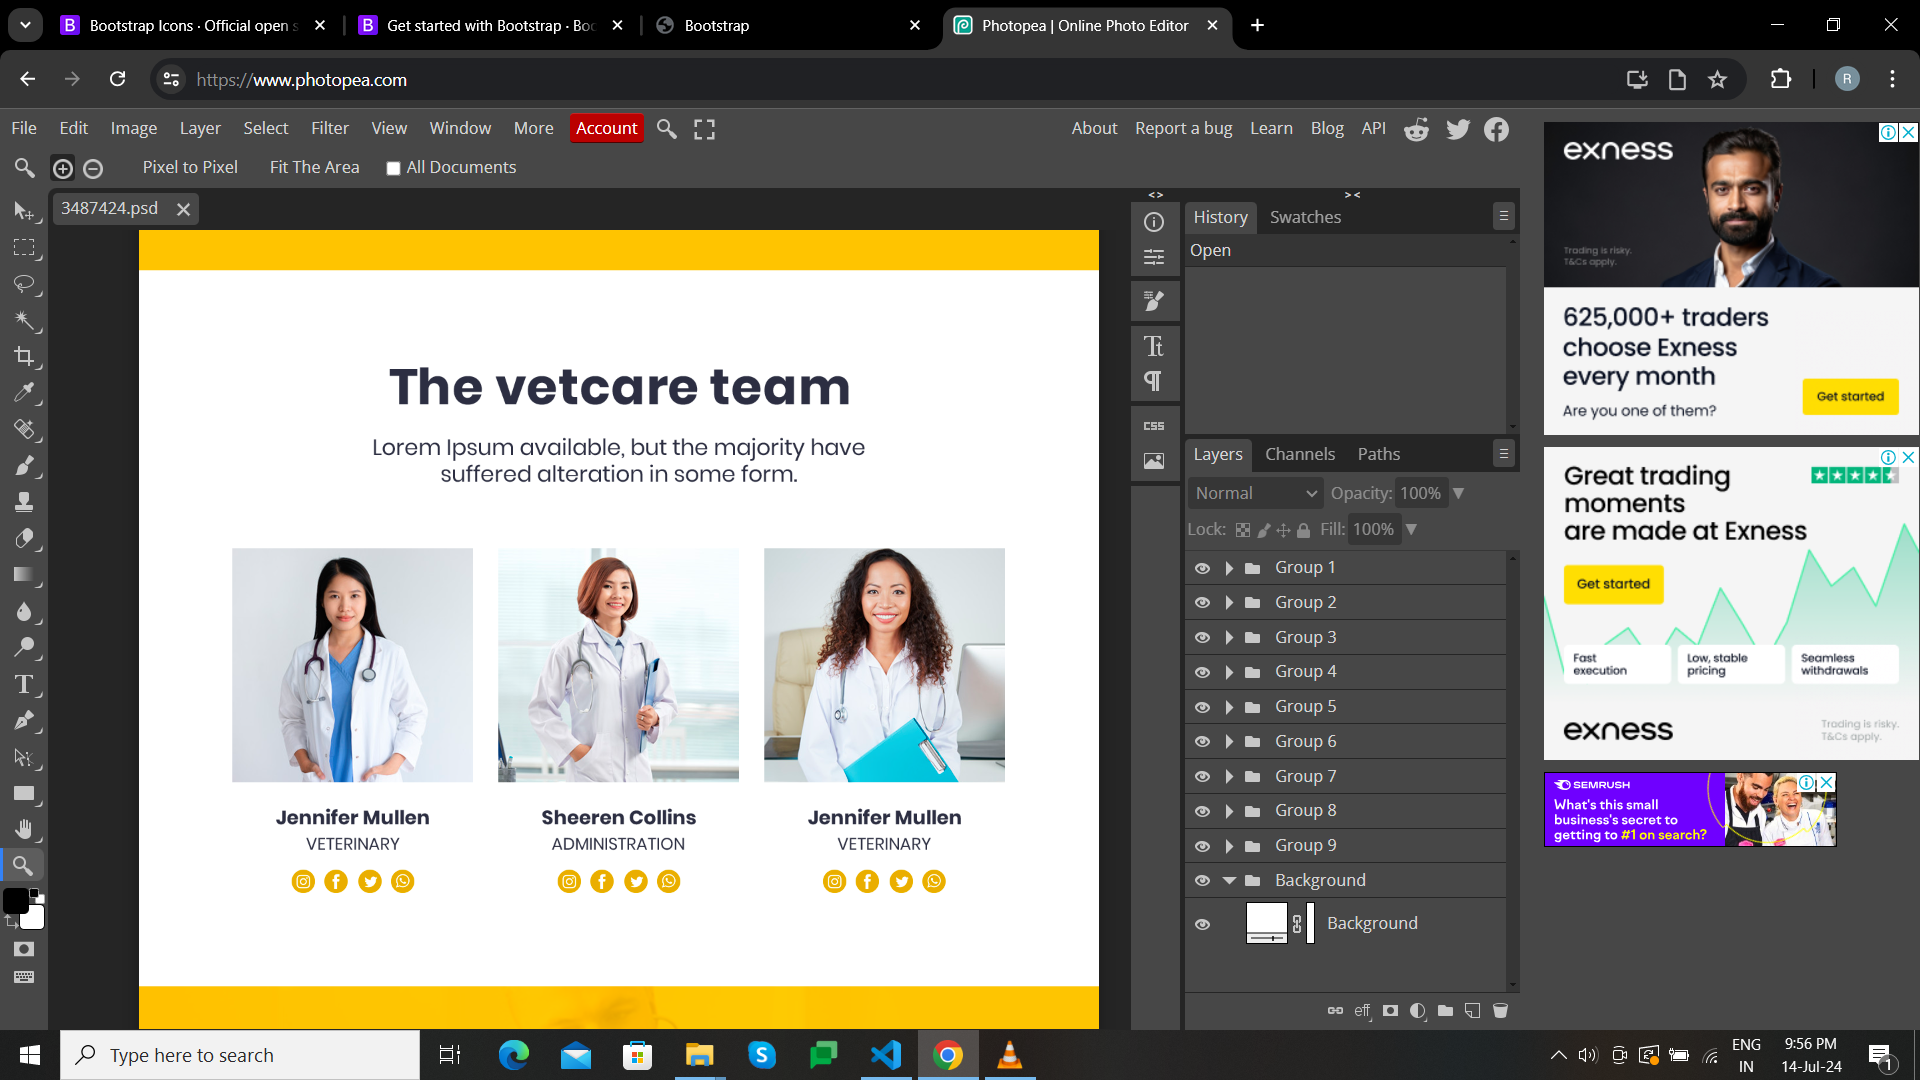 Bootstrap Icons · Official open s
Get started with Bootstrap · Boo
Bootstrap
Photopea | Online Photo Editor
https://www.photopea.com
R
File Edit Image Layer Select Filter View Window More Account
About Report a bug Learn Blog API
Pixel to Pixel Fit The Area All Documents
3487424.psd
The vetcare team
Lorem Ipsum available, but the majority have
suffered alteration in some form.
Jennifer Mullen
VETERINARY
Sheeren Collins
ADMINISTRATION
Jennifer Mullen
VETERINARY
< >
> <
CSS
History Swatches
Open
Layers Channels Paths
Normal Opacity: 100%
Lock: Fill: 100%
Group 1
Group 2
Group 3
Group 4
Group 5
Group 6
Group 7
Group 8
Group 9
Background
Background
eff
exness
Trading is risky.
T&Cs apply.
625,000+ traders
choose Exness
every month
Are you one of them?
Get started
Great trading
moments
are made at Exness
Get started
Fast
execution
Low, stable
pricing
Seamless
withdrawals
exness
Trading is risky.
T&Cs apply.
SEMRUSH
What's this small
business's secret to
getting to #1 on search?
Type here to search
ENG
IN
9:56 PM
14-Jul-24
1